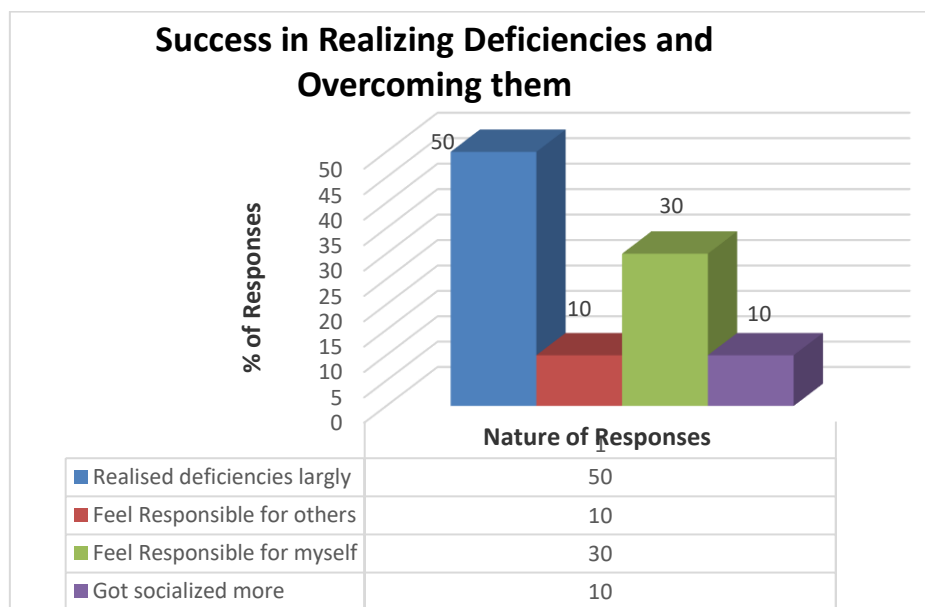 Success in Realizing Deficiencies and
Overcoming them
% of Responses
50
45
40
35
30
25
20
15
10
5
0
50
10
30
10
Nature of Responses
1
Realised deficiencies largly
50
Feel Responsible for others
10
Feel Responsible for myself
30
Got socialized more
10